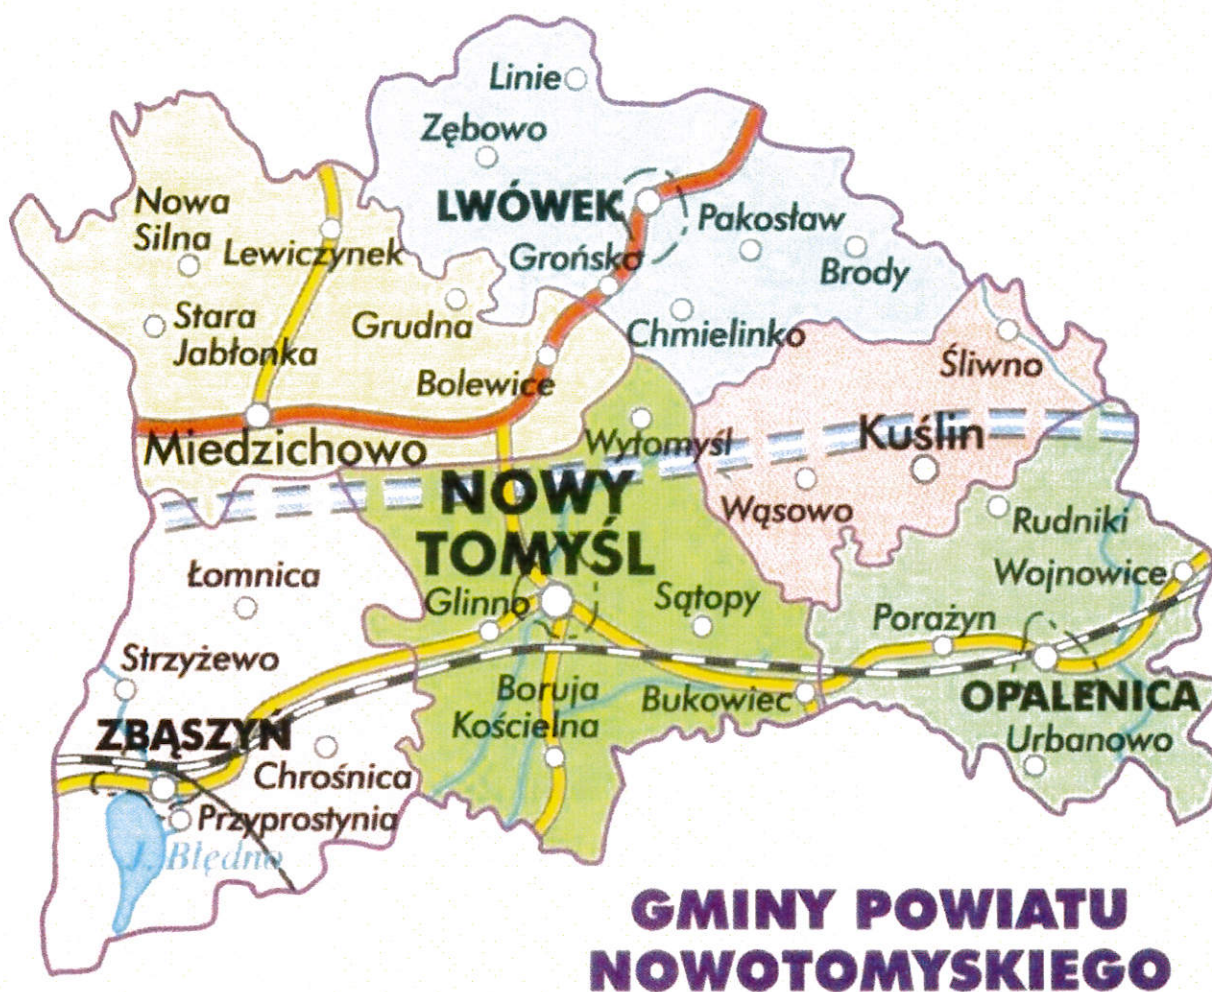 Linie
Zębowo
LWÓWEK
Nowa
Silna
Lewiczynek
Pakosław
Grońsko
Brody
Stara
Jabłonka
Grudna
Chmielinko
Bolewice
Śliwno
Miedzichowo
Wytomyśl
Kuślin
NOWY
TOMYŚL
Wąsowo
Rudniki
Łomnica
Wojnowice
Glinno
Sątopy
Porażyn
Strzyżewo
Boruja
Kościelna
Bukowiec
OPALENICA
ZBĄSZYŃ
Urbanowo
Chrośnica
Przyprostynia
J. Błędno
GMINY POWIATU
NOWOTOMYSKIEGO